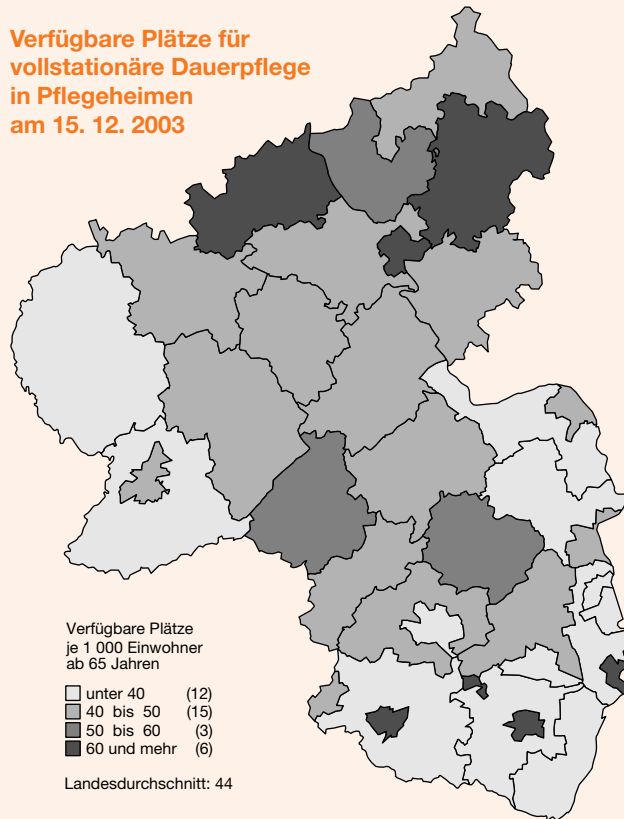 Verfügbare Plätze für
vollstationäre Dauerpflege
in Pflegeheimen
am 15. 12. 2003
Verfügbare Plätze
je 1 000 Einwohner
ab 65 Jahren
unter 40 (12)
40 bis 50 (15)
50 bis 60 (3)
60 und mehr (6)
Landesdurchschnitt: 44